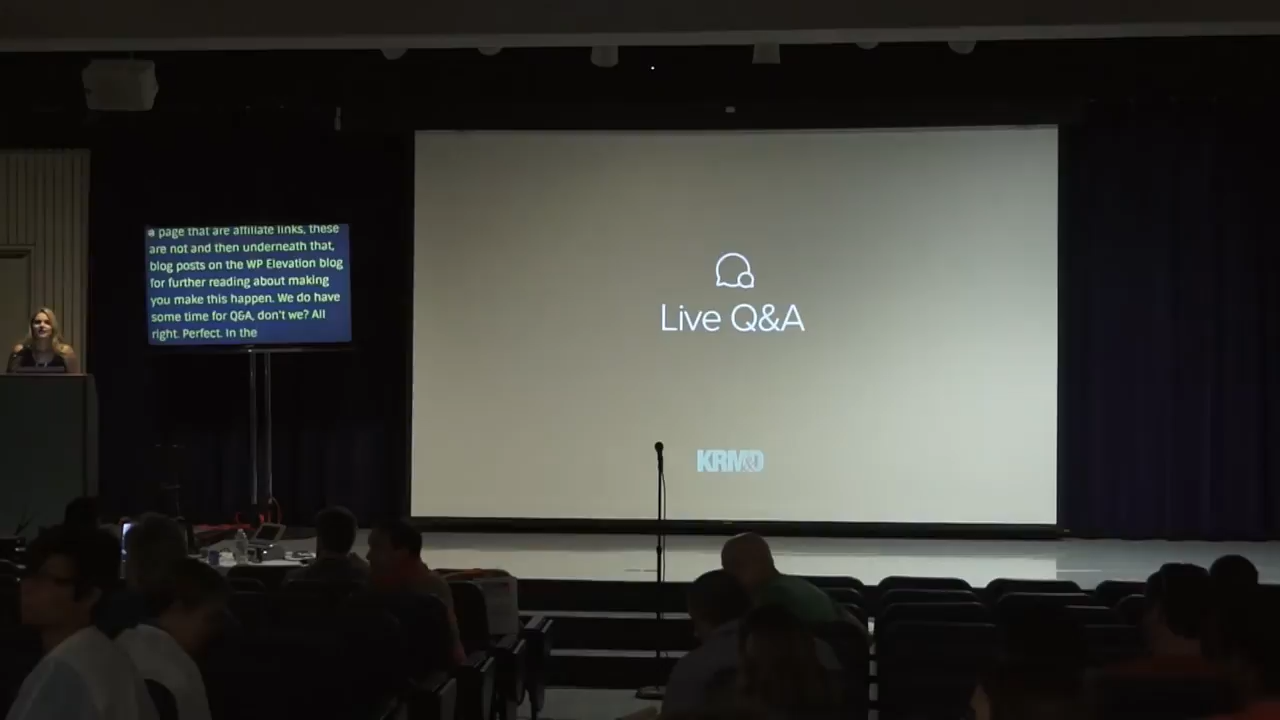 a page that are affiliate links, these
are not and then underneath that,
blog posts on the WP Elevation blog
for further reading about making
you make this happen. We do have
some time for Q&A, don't we? All
right. Perfect. In the
Live Q&A
KRM&D